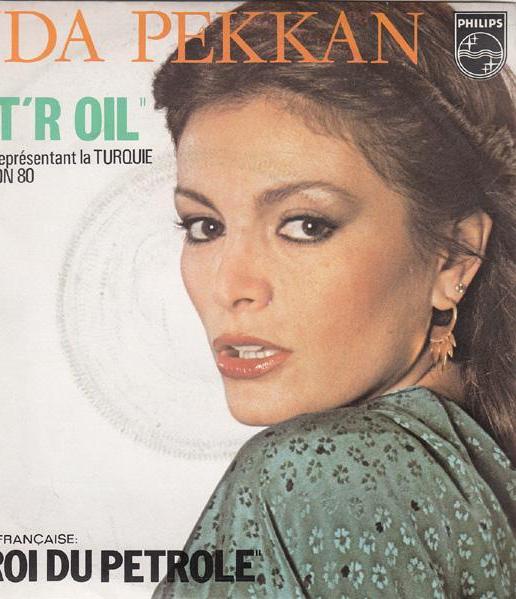 DA PEKKAN
PHILIPS
T'R OIL"
eprésentant la TURQUIE
ON 80
FRANÇAISE:
ROI DU PETROLE"